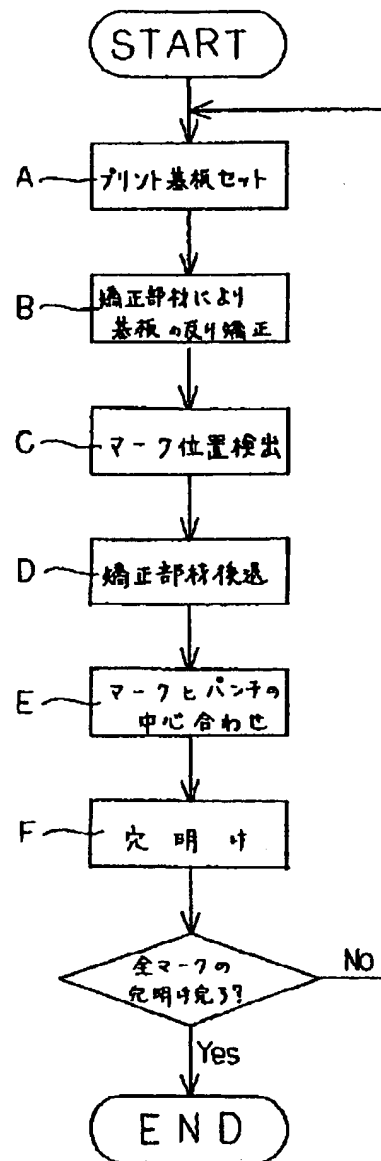 START
A プリント基板セット
B 矯正部材により
基板の反り矯正
C マーク位置検出
D 矯正部材後退
E マークとパンチの
中心合わせ
F 穴明け
全マークの
穴明け完了?
No
Yes
END